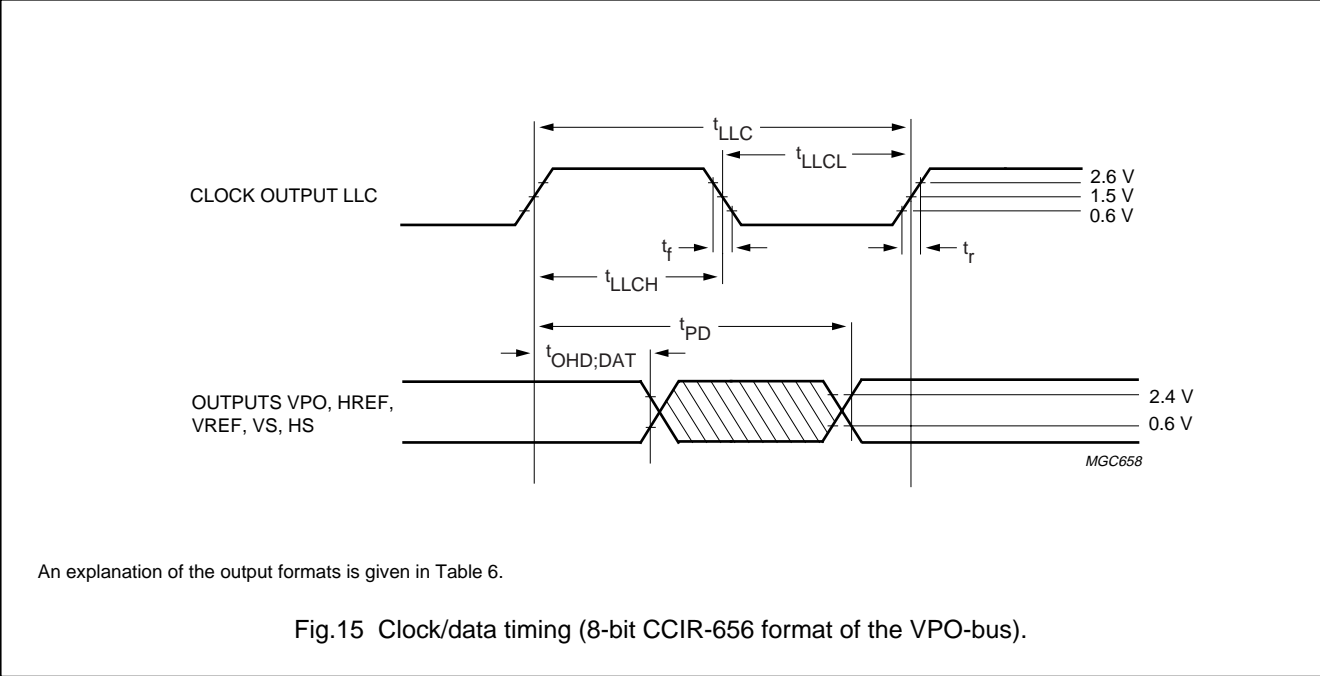 tLLC
tLLCL
CLOCK OUTPUT LLC
2.6 V
1.5 V
0.6 V
tf
tr
tLLCH
tPD
tOHD;DAT
OUTPUTS VPO, HREF,
VREF, VS, HS
2.4 V
0.6 V
MGC658
An explanation of the output formats is given in Table 6.
Fig.15 Clock/data timing (8-bit CCIR-656 format of the VPO-bus).